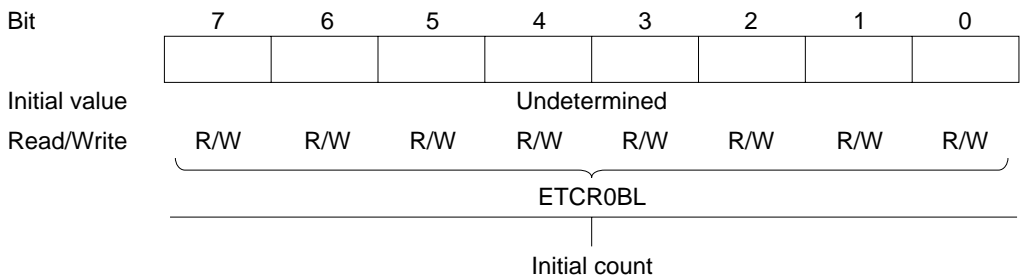 Bit 7 6 5 4 3 2 1 0
Initial value Undetermined
Read/Write R/W R/W R/W R/W R/W R/W R/W R/W
ETCR0BL
Initial count